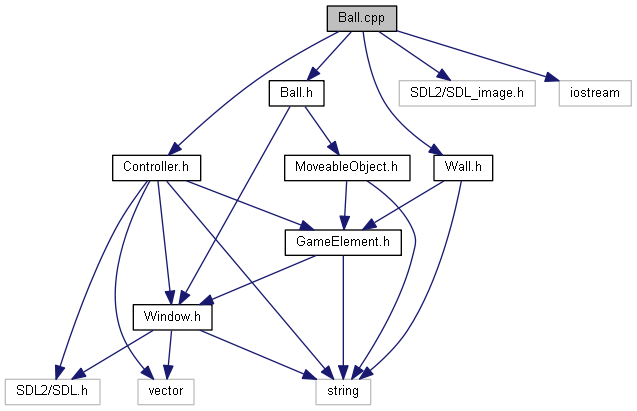 Ball.cpp
Ball.h
SDL2/SDL_image.h
iostream
Controller.h
MoveableObject.h
Wall.h
GameElement.h
Window.h
SDL2/SDL.h
vector
string